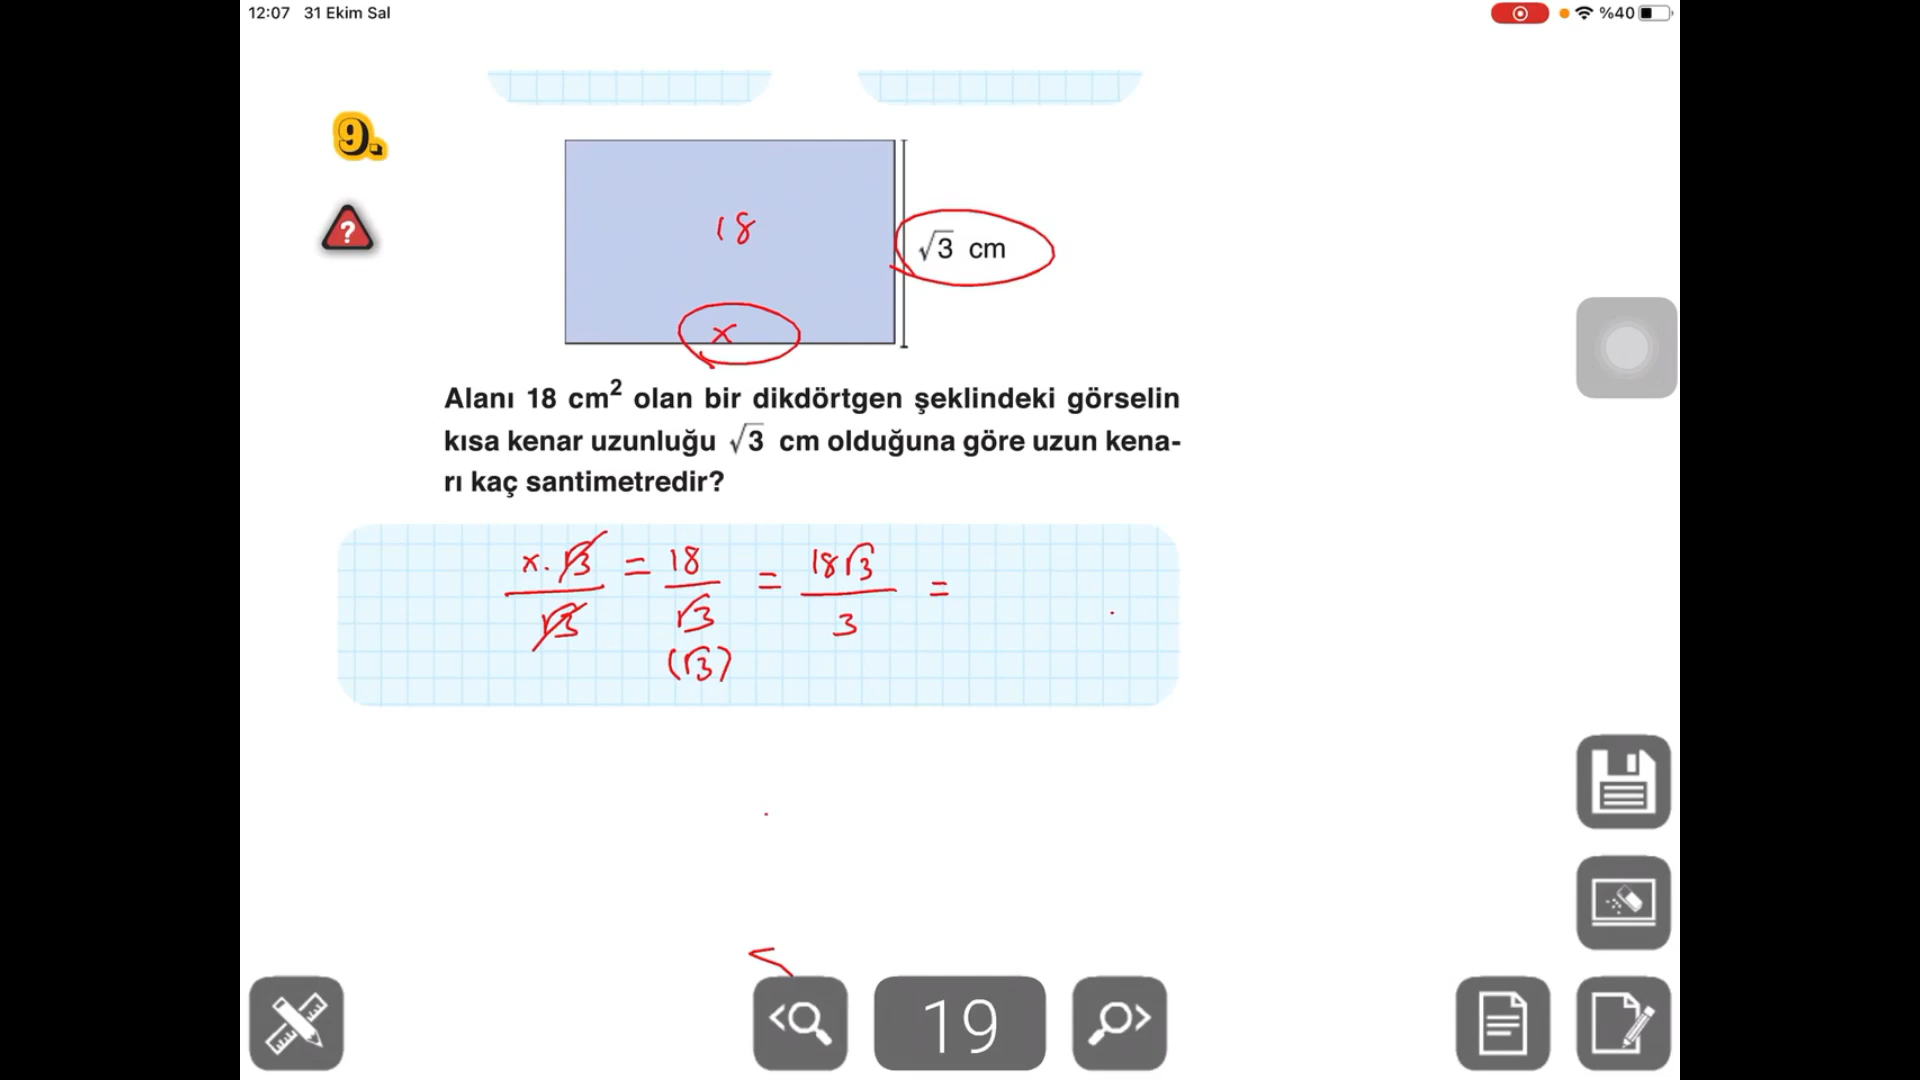 12:07 31 Ekim Sal
%40
9.
?
18
√3 cm
x
Alanı 18 cm² olan bir dikdörtgen şeklindeki görselin
kısa kenar uzunluğu √3 cm olduğuna göre uzun kena-
rı kaç santimetredir?
x.√3 = 18 = 18√3 =
√3 √3 3
(√3)
19